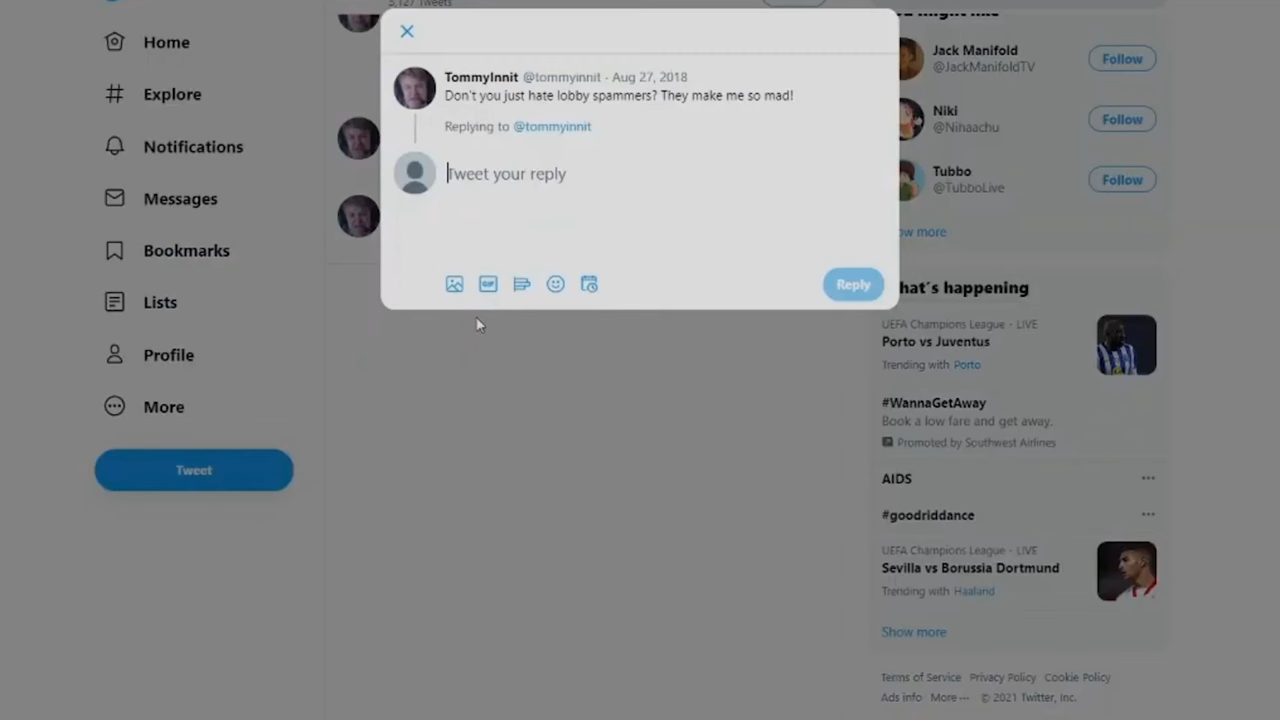 5,127 Tweets
Home
Explore
Notifications
Messages
Bookmarks
Lists
Profile
More
Tweet
TommyInnit @tommyinnit · Aug 27, 2018
Don't you just hate lobby spammers? They make me so mad!
Replying to @tommyinnit
Tweet your reply
GIF
Reply
Jack Manifold
@JackManifoldTV
Follow
Niki
@Nihaachu
Follow
Tubbo
@TubboLive
Follow
more
happening
UEFA Champions League · LIVE
Porto vs Juventus
Trending with Porto
#WannaGetAway
Book a low fare and get away.
Promoted by Southwest Airlines
AIDS
#goodriddance
UEFA Champions League · LIVE
Sevilla vs Borussia Dortmund
Trending with Haaland
Show more
Terms of Service Privacy Policy Cookie Policy
Ads info More ··· © 2021 Twitter, Inc.